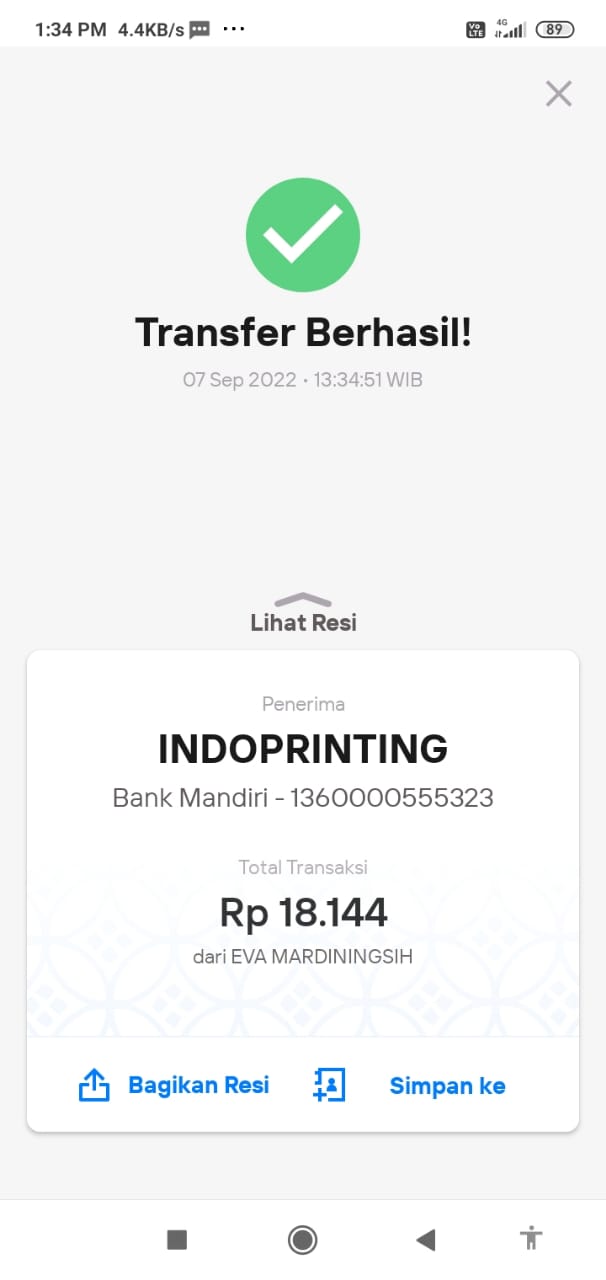 1:34 PM 4.4KB/s ...
Vo LTE 4G 89
Transfer Berhasil!
07 Sep 2022 • 13:34:51 WIB
Lihat Resi
Penerima
INDOPRINTING
Bank Mandiri - 1360000555323
Total Transaksi
Rp 18.144
dari EVA MARDININGSIH
Bagikan Resi
Simpan ke